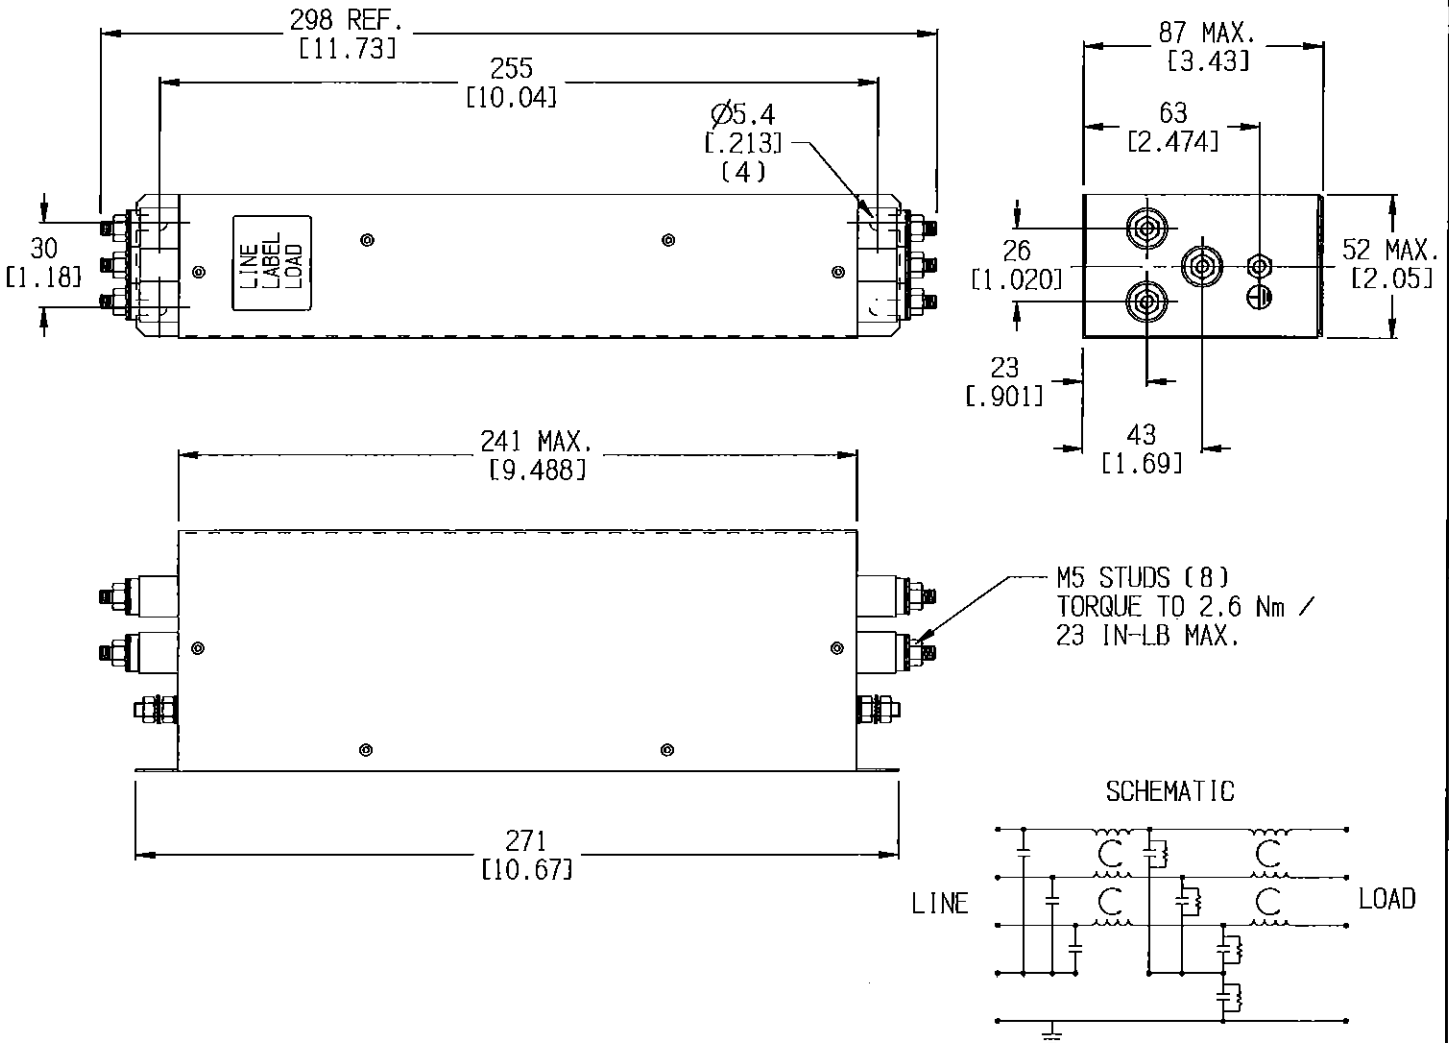 298 REF.
[11.73]
255
[10.04]
Ø5.4
[.213]
(4)
30
[1.18]
LINE
LABEL
LOAD
87 MAX.
[3.43]
63
[2.474]
26
[1.020]
52 MAX.
[2.05]
23
[.901]
43
[1.69]
241 MAX.
[9.488]
M5 STUDS (8)
TORQUE TO 2.6 Nm /
23 IN-LB MAX.
271
[10.67]
SCHEMATIC
LINE
LOAD